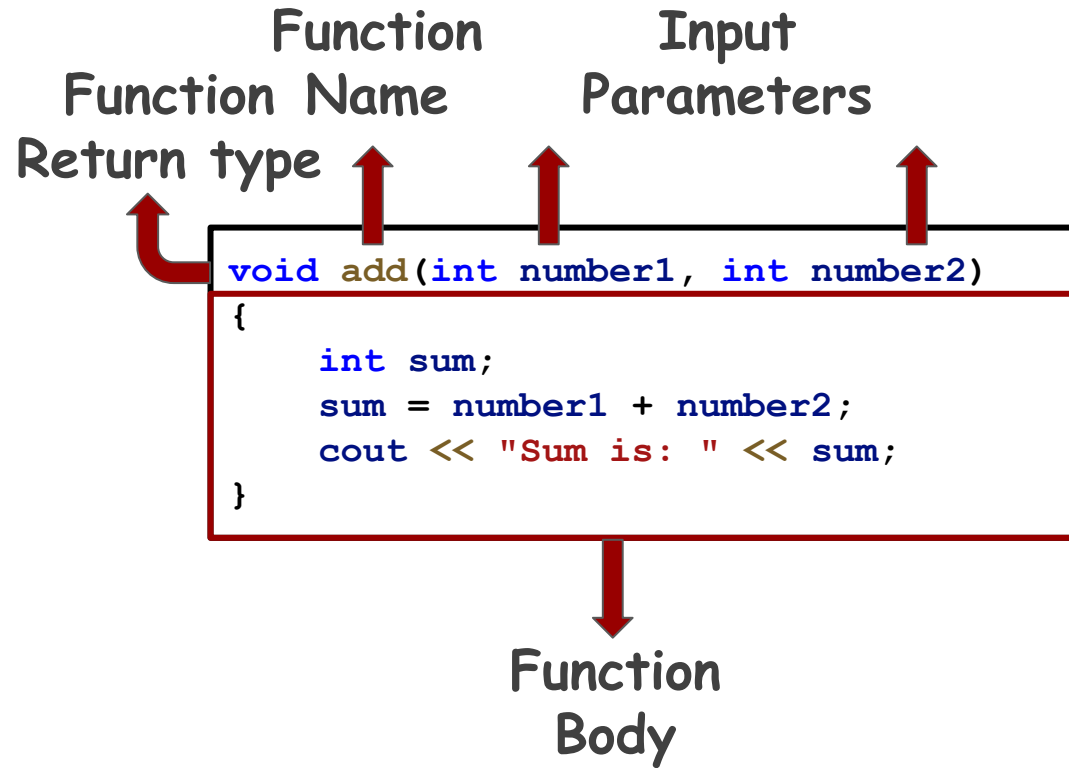 Function
Name
Input
Parameters
Function
Return type
void add(int number1, int number2)
{
    int sum;
    sum = number1 + number2;
    cout << "Sum is: " << sum;
}
Function
Body